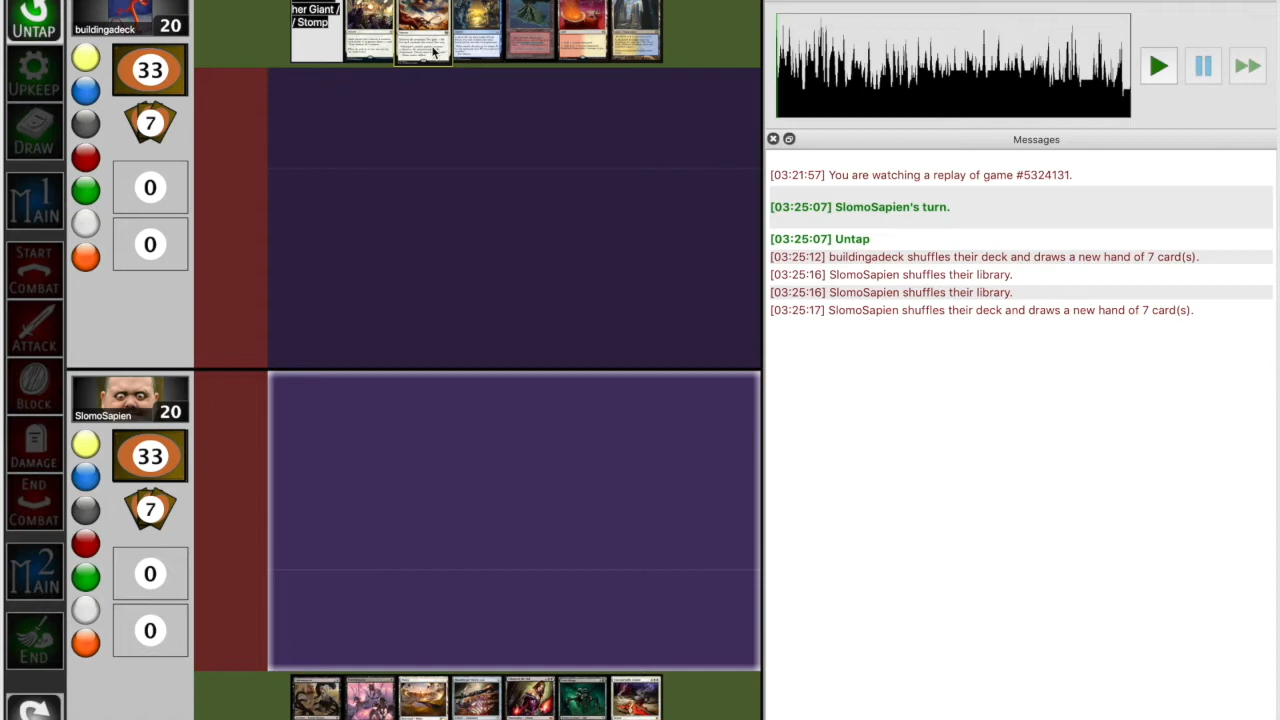 UNTAP
buildingadeck 20
her Giant /
/ Stomp
33
UPKEEP
7
DRAW
0
M1
MAIN
0
START
COMBAT
ATTACK
BLOCK
SlomoSapien 20
DAMAGE
33
END
COMBAT
7
M2
MAIN
0
END
0
Messages
[03:21:57] You are watching a replay of game #5324131.
[03:25:07] SlomoSapien's turn.
[03:25:07] Untap
[03:25:12] buildingadeck shuffles their deck and draws a new hand of 7 card(s).
[03:25:16] SlomoSapien shuffles their library.
[03:25:16] SlomoSapien shuffles their library.
[03:25:17] SlomoSapien shuffles their deck and draws a new hand of 7 card(s).